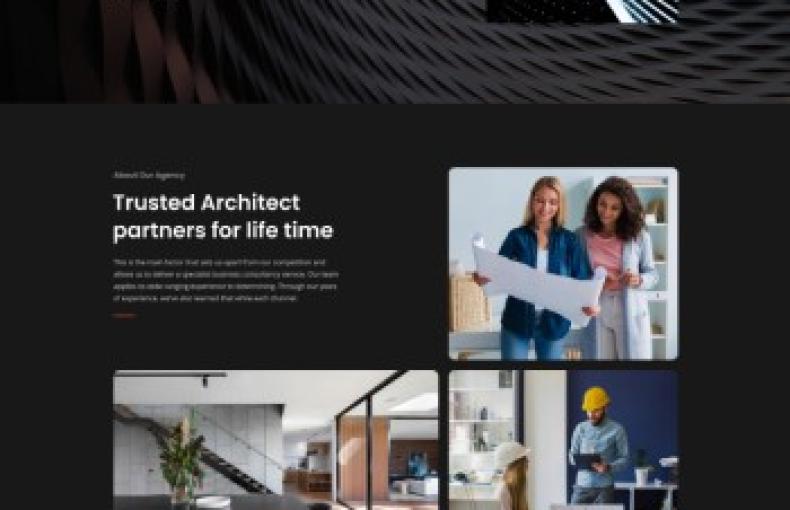 About Our Agency
Trusted Architect
partners for life time
This is the main factor that sets us apart from our competition and
allows us to deliver a specialist business consultancy service. Our team
applies its wide-ranging experience to determining. Through our years
of experience, we've also learned that while each channel